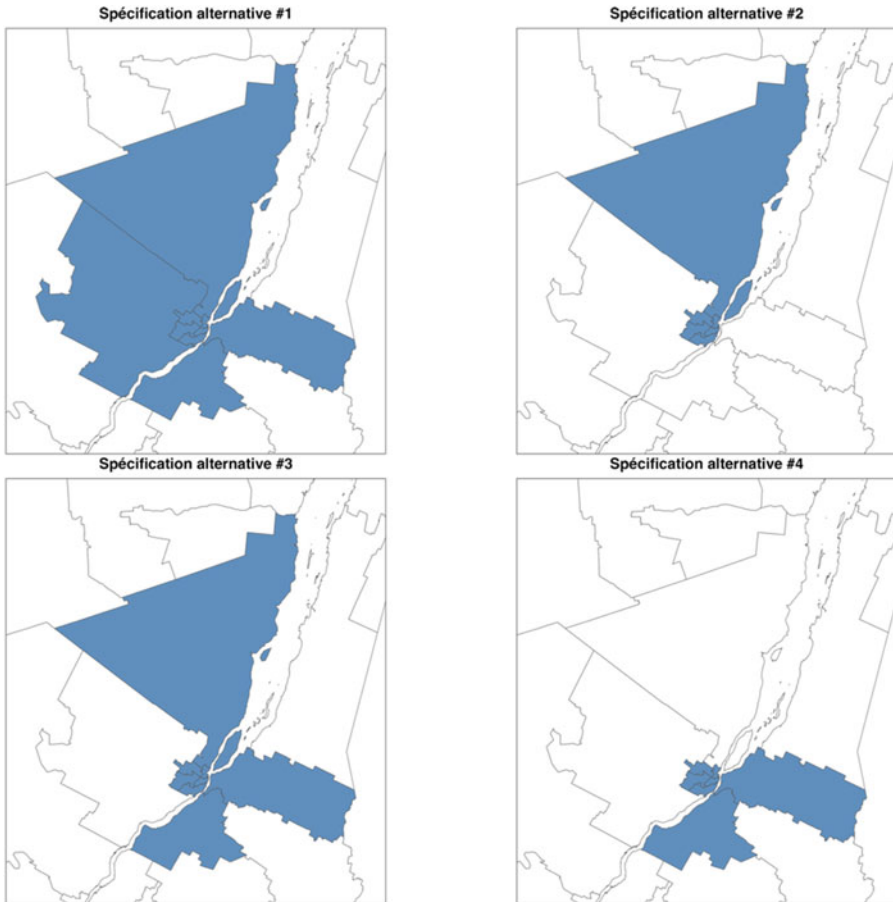 Spécification alternative #1
Spécification alternative #2
Spécification alternative #3
Spécification alternative #4